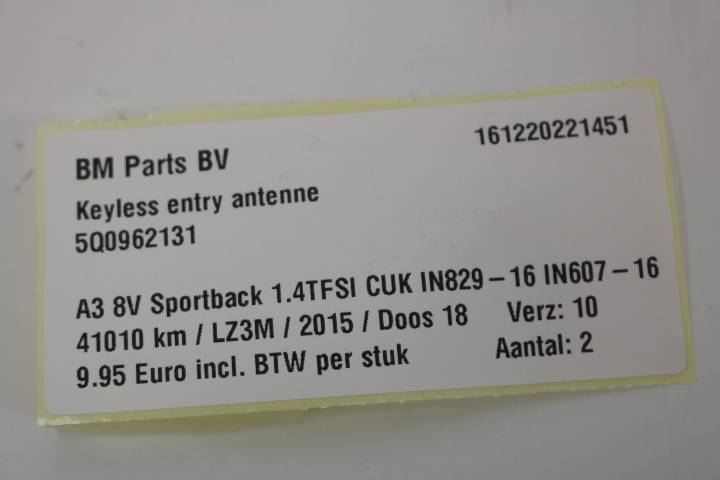 BM Parts BV 161220221451
Keyless entry antenne
5Q0962131
A3 8V Sportback 1.4TFSI CUK IN829-16 IN607-16
41010 km / LZ3M / 2015 / Doos 18 Verz: 10
9.95 Euro incl. BTW per stuk Aantal: 2